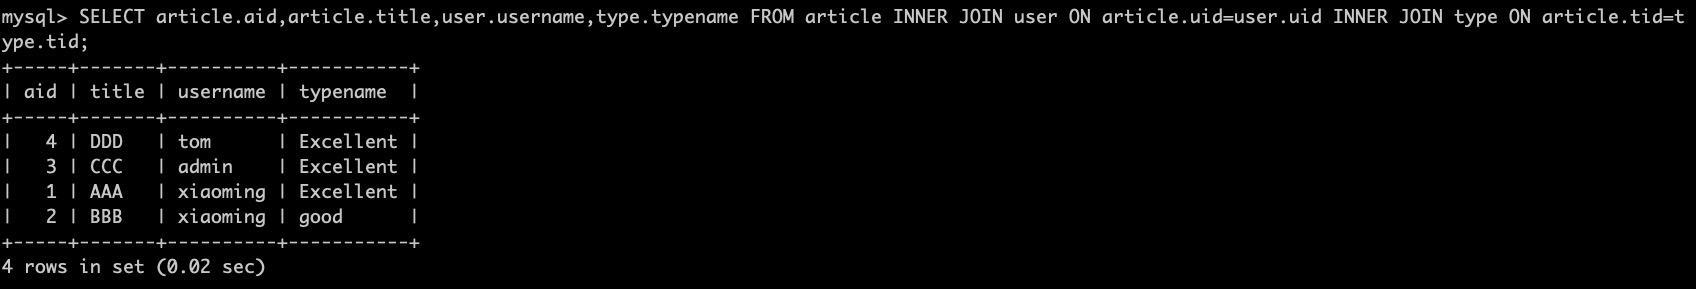 mysql> SELECT article.aid,article.title,user.username,type.typename FROM article INNER JOIN user ON article.uid=user.uid INNER JOIN type ON article.tid=t
ype.tid;
+-----+-------+----------+-----------+
| aid | title | username | typename  |
+-----+-------+----------+-----------+
|   4 | DDD   | tom      | Excellent |
|   3 | CCC   | admin    | Excellent |
|   1 | AAA   | xiaoming | Excellent |
|   2 | BBB   | xiaoming | good      |
+-----+-------+----------+-----------+
4 rows in set (0.02 sec)